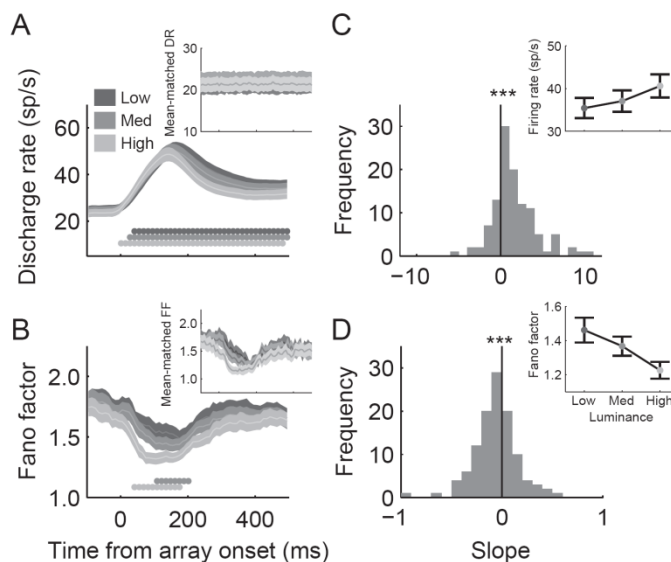 A
Discharge rate (sp/s)
60
40
20
Low
Med
High
Mean-matched DR
30
20
10
B
Fano factor
2.0
1.5
1.0
Mean-matched FF
2.0
1.5
1.0
0
200
400
Time from array onset (ms)
C
Frequency
30
20
10
0
***
-10
0
10
Firing rate (sp/s)
50
40
30
D
Frequency
30
20
10
0
***
-1
0
1
Slope
Fano factor
1.6
1.4
1.2
Low
Med
High
Luminance